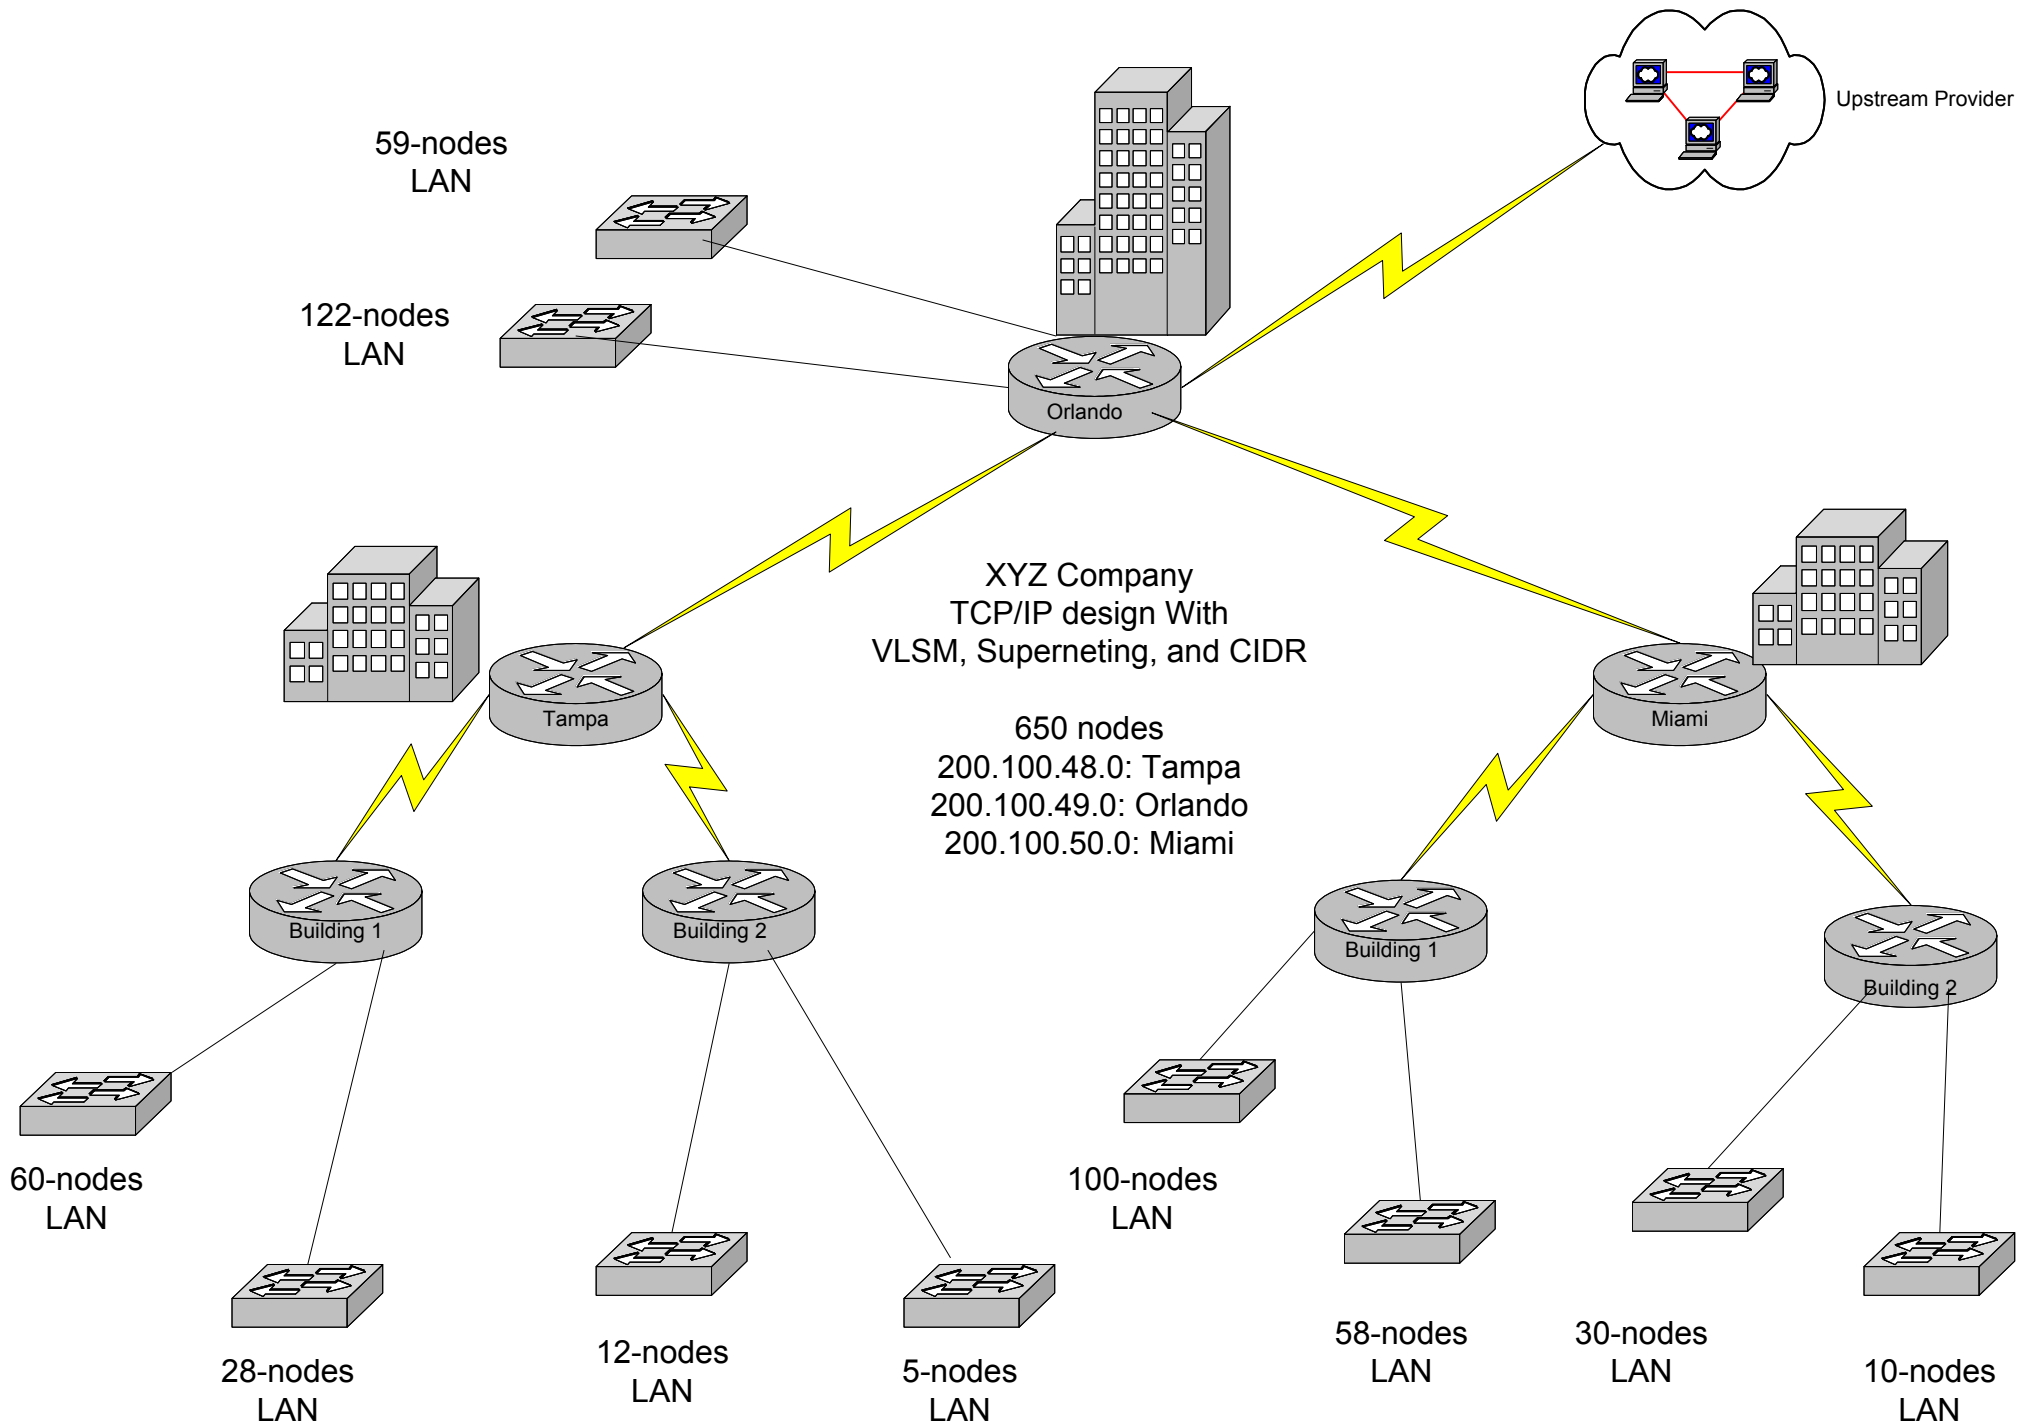 Upstream Provider
59-nodes
LAN
122-nodes
LAN
Orlando
XYZ Company
TCP/IP design With
VLSM, Superneting, and CIDR
650 nodes
200.100.48.0: Tampa
200.100.49.0: Orlando
200.100.50.0: Miami
Tampa
Miami
Building 1
Building 2
Building 1
Building 2
60-nodes
LAN
28-nodes
LAN
12-nodes
LAN
5-nodes
LAN
100-nodes
LAN
58-nodes
LAN
30-nodes
LAN
10-nodes
LAN